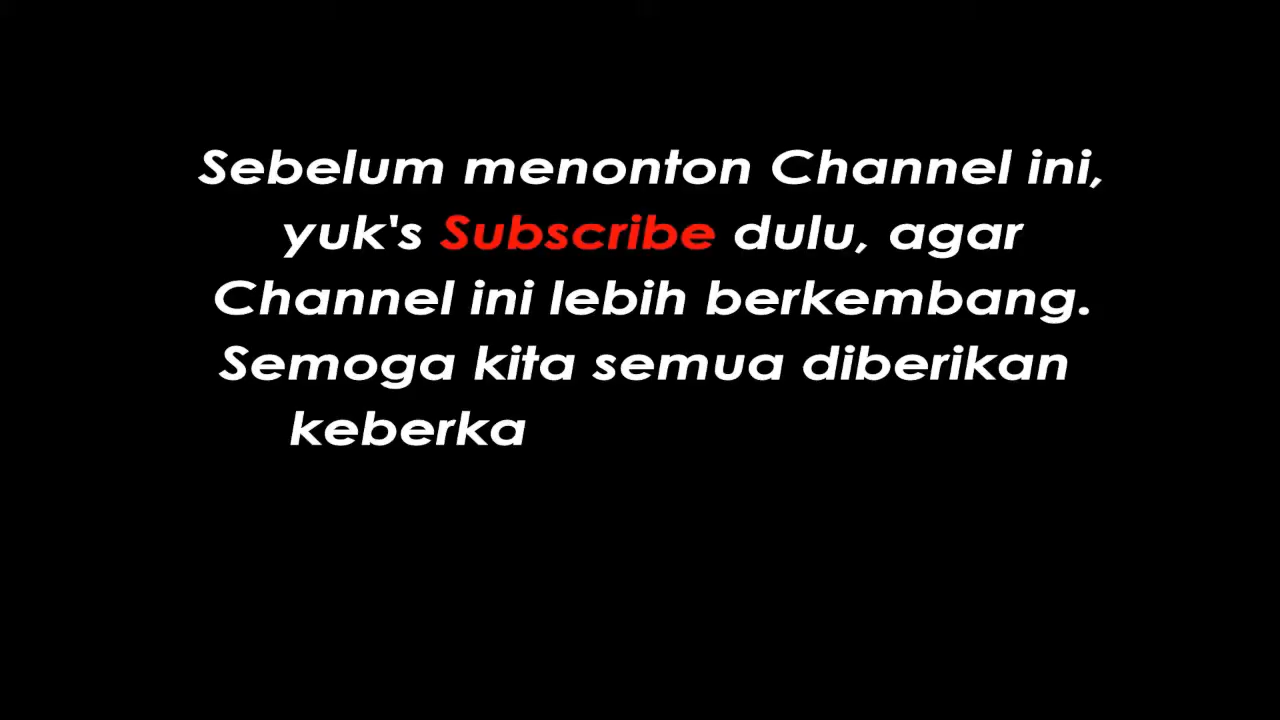 Sebelum menonton Channel ini,
yuk's Subscribe dulu, agar
Channel ini lebih berkembang.
Semoga kita semua diberikan
keberka